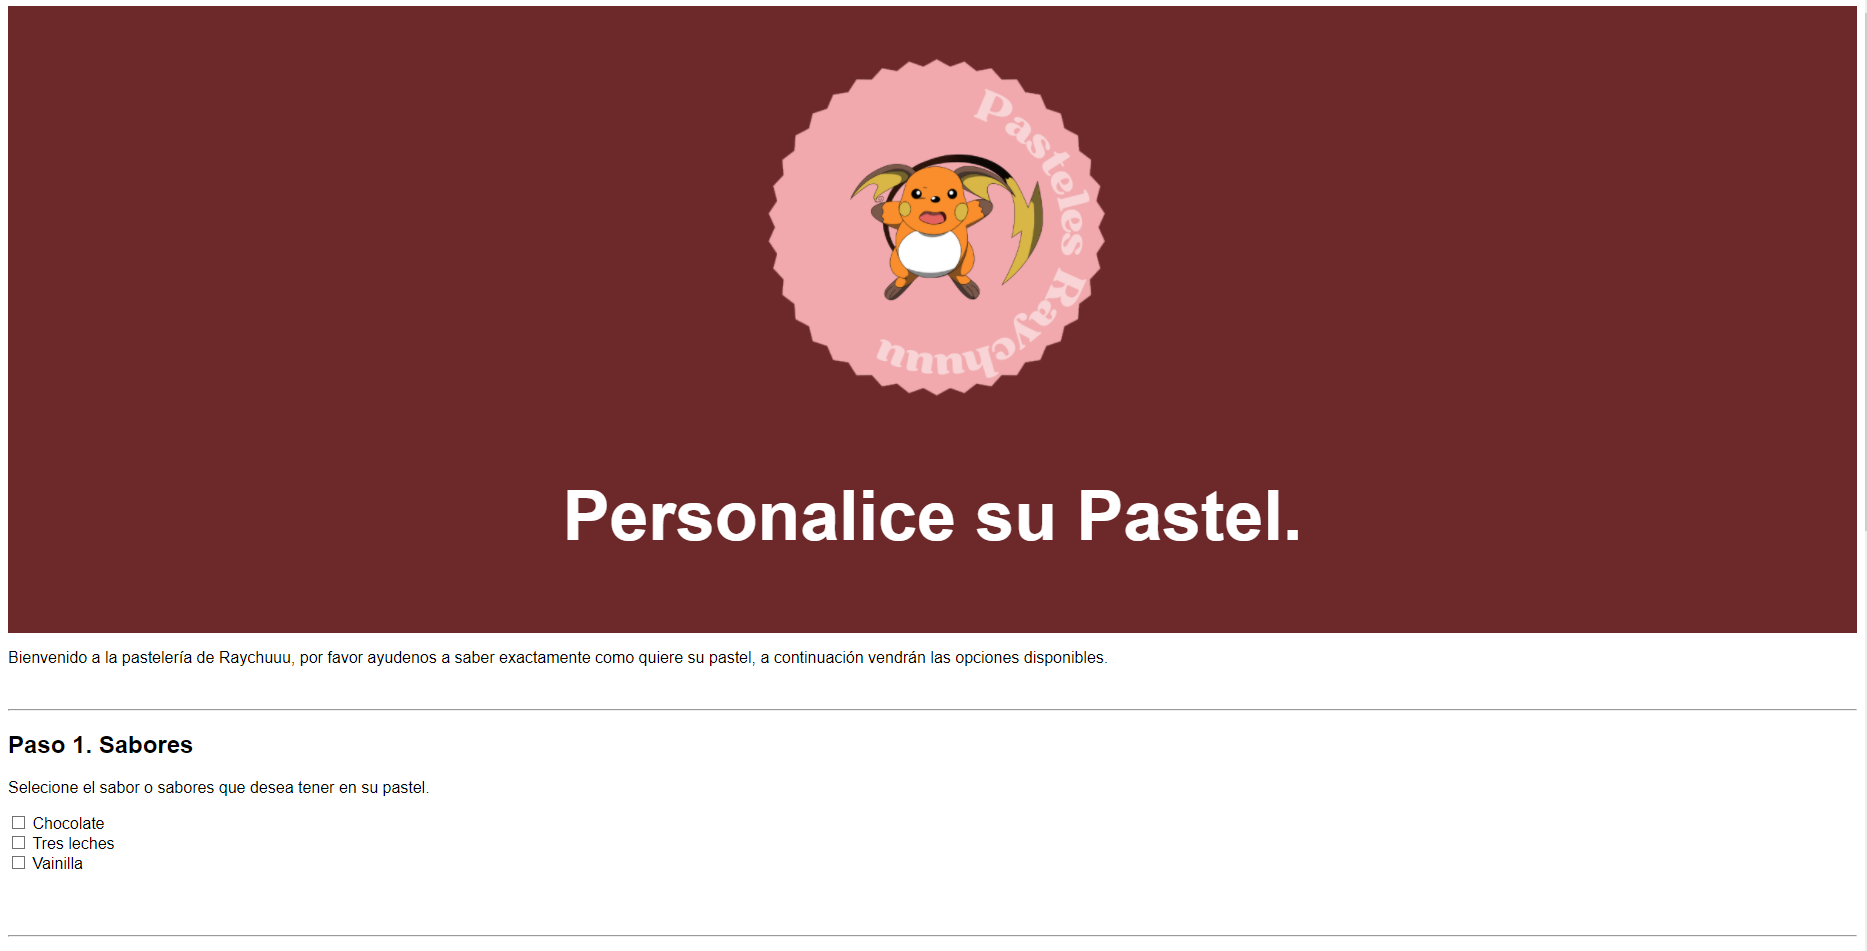 Pasteles Raychuuu
Personalice su Pastel.
Bienvenido a la pastelería de Raychuuu, por favor ayudenos a saber exactamente como quiere su pastel, a continuación vendrán las opciones disponibles.
Paso 1. Sabores
Selecione el sabor o sabores que desea tener en su pastel.
Chocolate
Tres leches
Vainilla